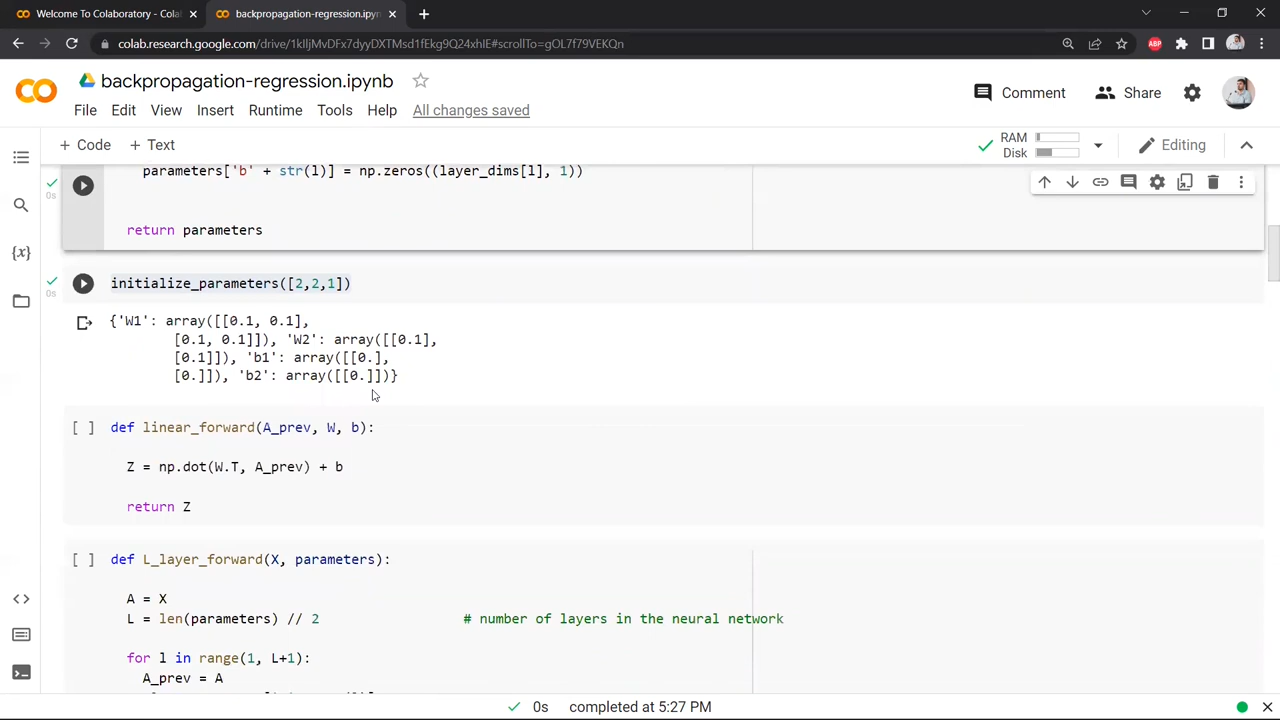 Welcome To Colaboratory - Colab
backpropagation-regression.ipynb
colab.research.google.com/drive/1kIljMvDFx7dyyDXTMsd1fEkg9Q24xhIE#scrollTo=gOL7f79VEKQn
ABP
backpropagation-regression.ipynb
File Edit View Insert Runtime Tools Help All changes saved
Comment Share
+ Code + Text
RAM
Disk
Editing
parameters['b' + str(l)] = np.zeros((layer_dims[l], 1))
0s
return parameters
initialize_parameters([2,2,1])
0s
{'W1': array([[0.1, 0.1],
[0.1, 0.1]]), 'W2': array([[0.1],
[0.1]]), 'b1': array([[0.],
[0.]]), 'b2': array([[0.]])}
[ ] def linear_forward(A_prev, W, b):
Z = np.dot(W.T, A_prev) + b
return Z
[ ] def L_layer_forward(X, parameters):
A = X
L = len(parameters) // 2 # number of layers in the neural network
for l in range(1, L+1):
A_prev = A
0s completed at 5:27 PM